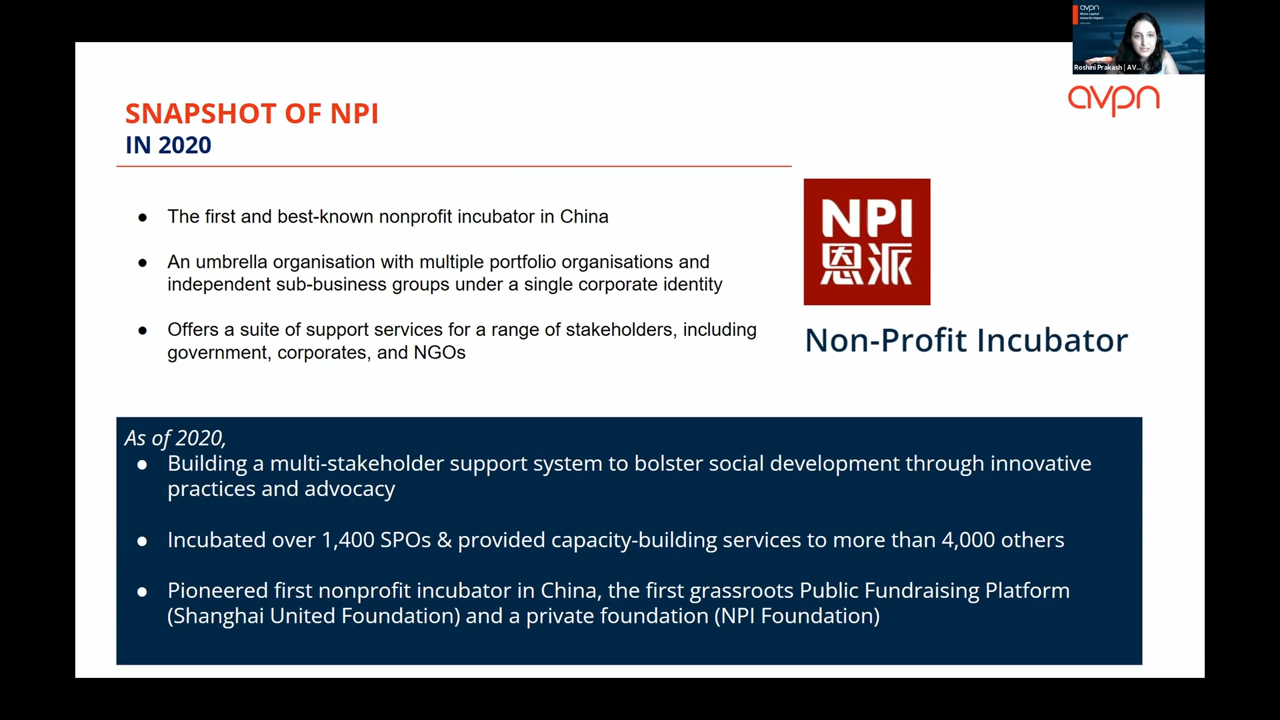 avpn
More capital
towards impact
Roshini Prakash | AV...
avpn
SNAPSHOT OF NPI
IN 2020
● The first and best-known nonprofit incubator in China
● An umbrella organisation with multiple portfolio organisations and
independent sub-business groups under a single corporate identity
● Offers a suite of support services for a range of stakeholders, including
government, corporates, and NGOs
NPI
恩派
Non-Profit Incubator
As of 2020,
● Building a multi-stakeholder support system to bolster social development through innovative
practices and advocacy
● Incubated over 1,400 SPOs & provided capacity-building services to more than 4,000 others
● Pioneered first nonprofit incubator in China, the first grassroots Public Fundraising Platform
(Shanghai United Foundation) and a private foundation (NPI Foundation)